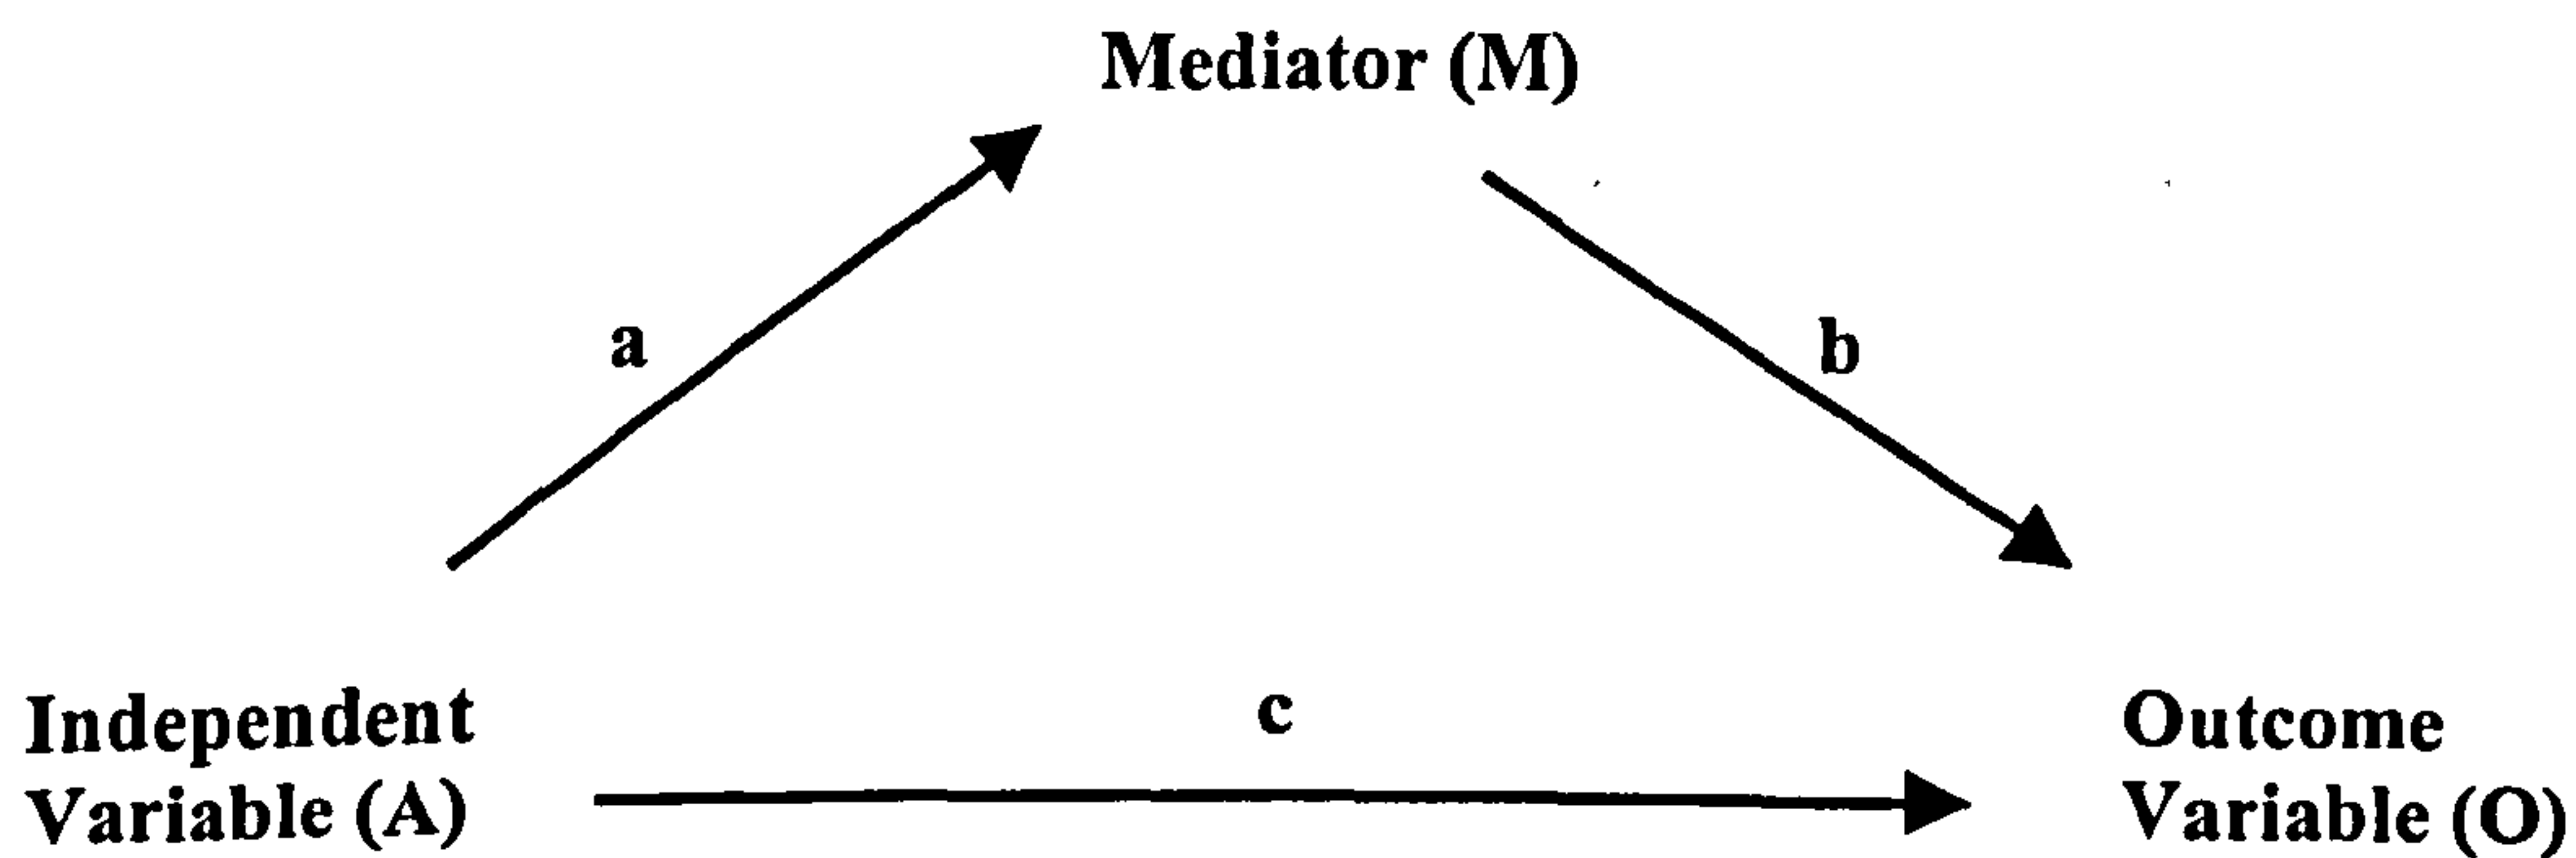 Mediator (M)
a
b
c
Independent
Variable (A)
Outcome
Variable (O)